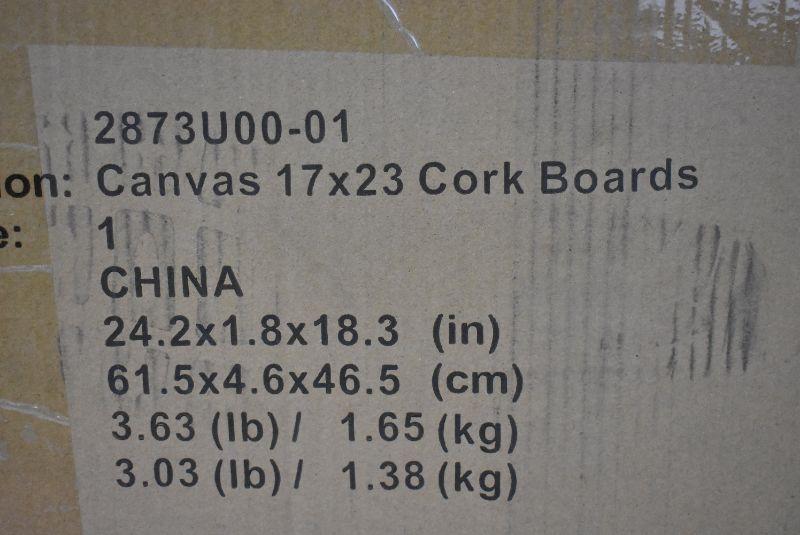 2873U00-01
on: Canvas 17x23 Cork Boards
e: 1
CHINA
24.2x1.8x18.3 (in)
61.5x4.6x46.5 (cm)
3.63 (lb) / 1.65 (kg)
3.03 (lb) / 1.38 (kg)